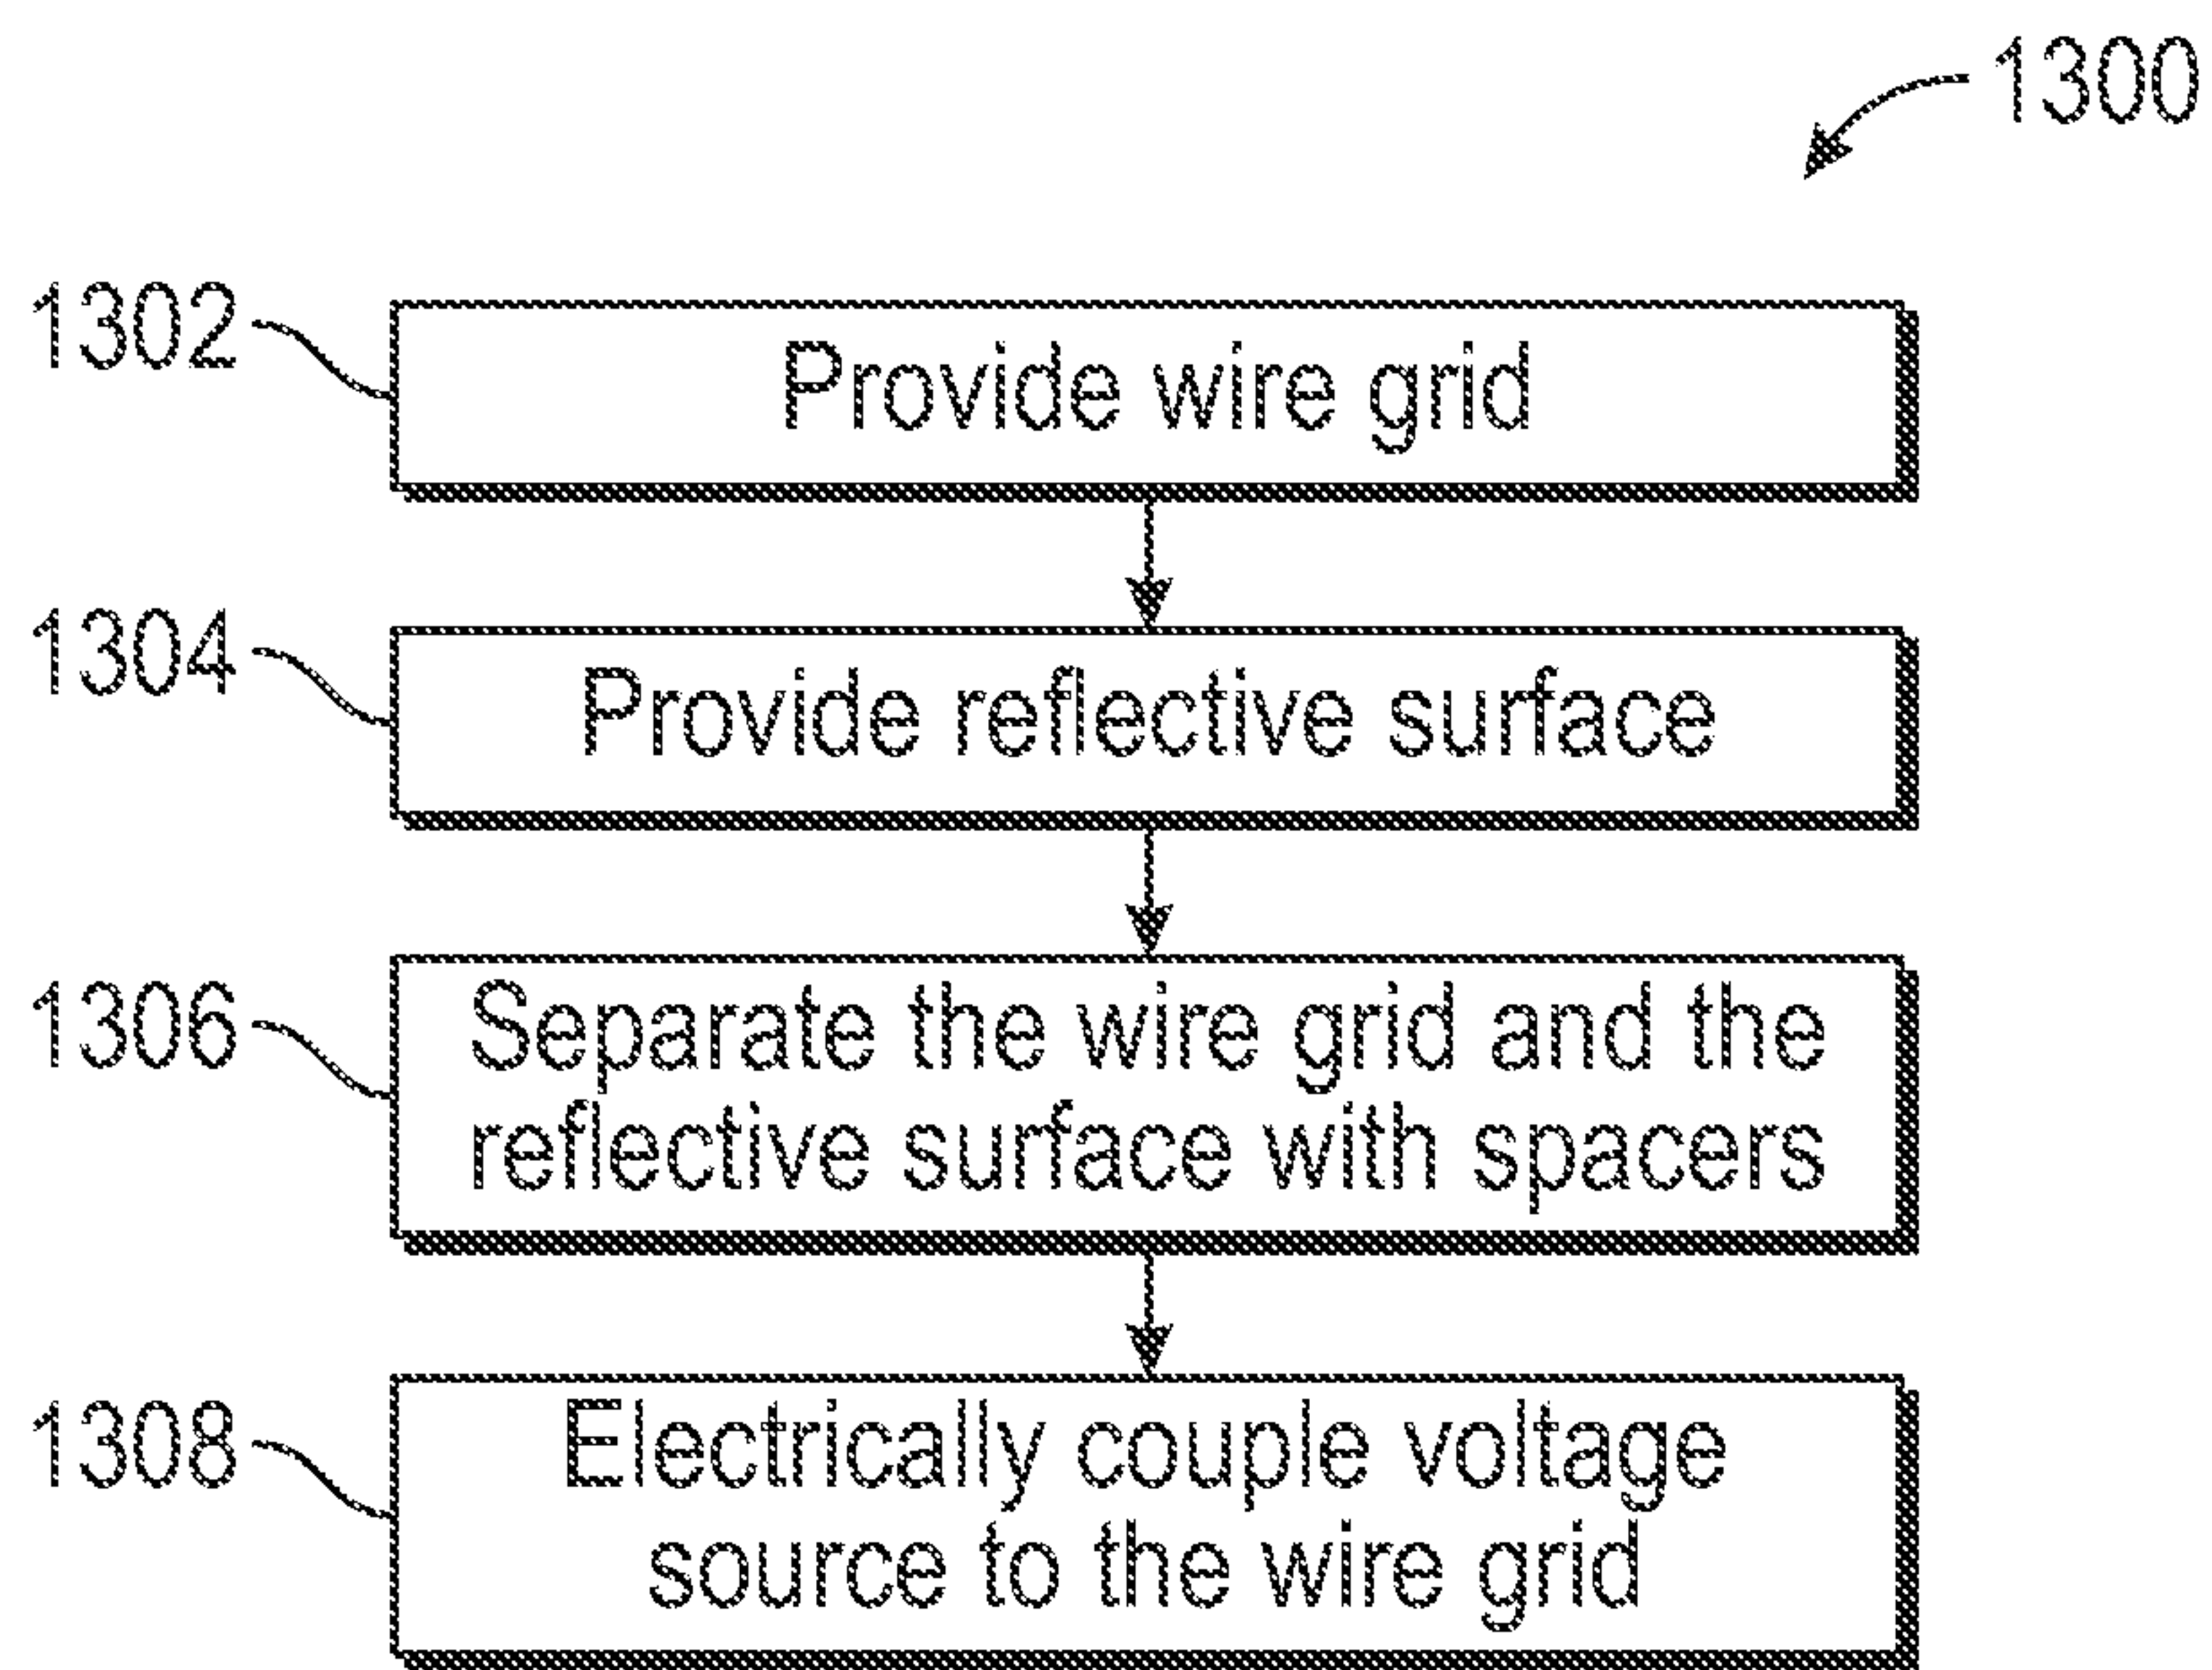 1300
1302
Provide wire grid
1304
Provide reflective surface
1306
Separate the wire grid and the
reflective surface with spacers
1308
Electrically couple voltage
source to the wire grid